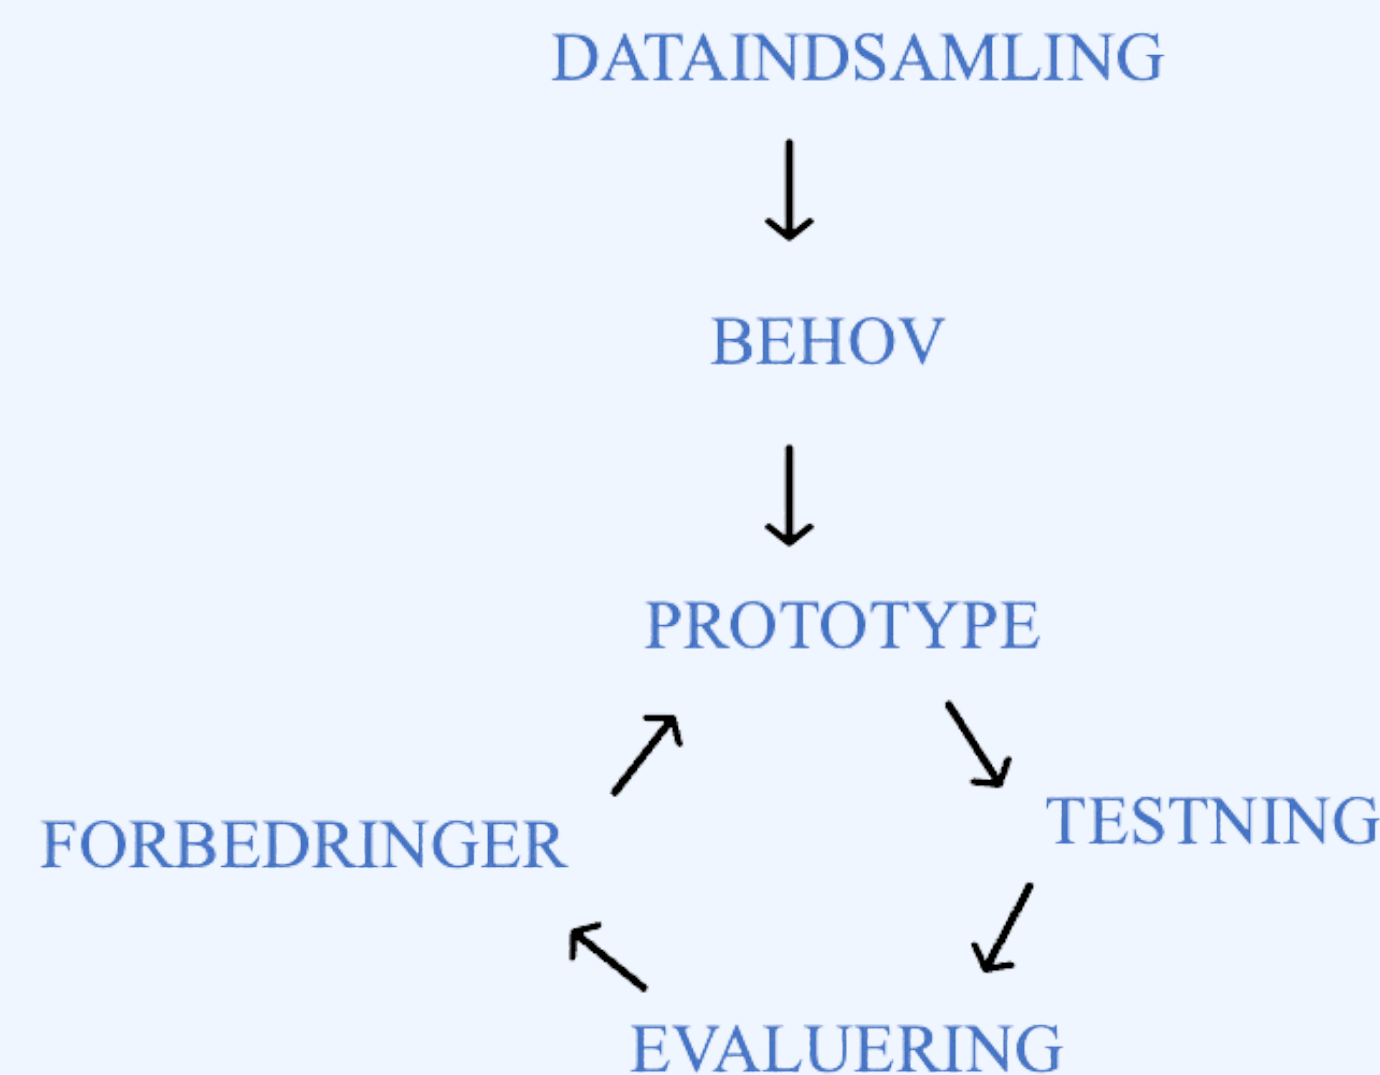 DATAINDSAMLING
BEHOV
PROTOTYPE
TESTNING
FORBEDRINGER
EVALUERING